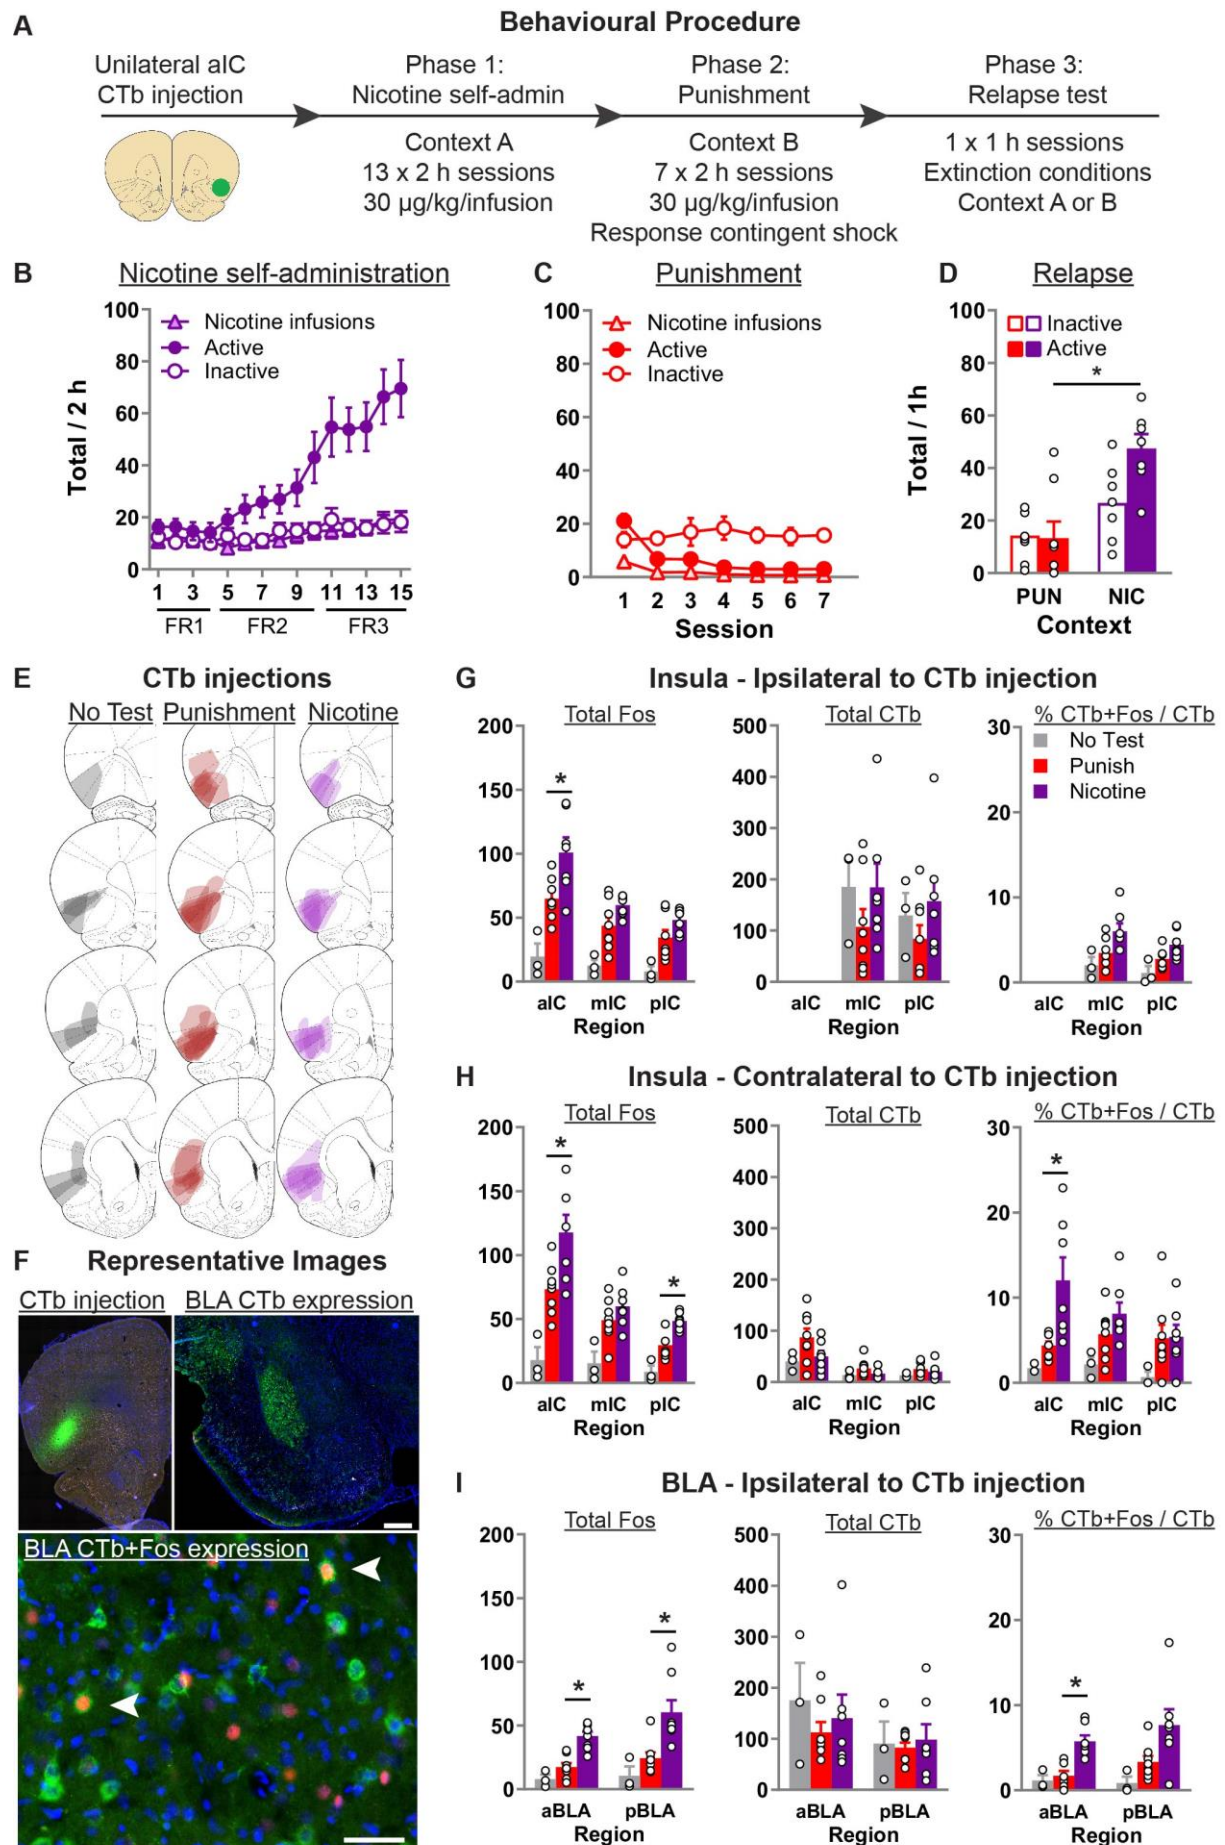 A
Behavioural Procedure
Unilateral aIC
CTb injection
Phase 1:
Nicotine self-admin
Phase 2:
Punishment
Phase 3:
Relapse test
Context A
13 x 2 h sessions
30 µg/kg/infusion
Context B
7 x 2 h sessions
30 µg/kg/infusion
Response contingent shock
1 x 1 h sessions
Extinction conditions
Context A or B
B
Nicotine self-administration
Total / 2 h
100
80
60
40
20
0
Nicotine infusions
Active
Inactive
1 3 5 7 9 11 13 15
FR1 FR2 FR3
C
Punishment
100
80
60
40
20
0
Nicotine infusions
Active
Inactive
1 2 3 4 5 6 7
Session
D
Relapse
Total / 1h
100
80
60
40
20
0
Inactive
Active
*
PUN NIC
Context
E
CTb injections
No Test Punishment Nicotine
F
Representative Images
CTb injection BLA CTb expression
BLA CTb+Fos expression
G
Insula - Ipsilateral to CTb injection
Total Fos
200
150
100
50
0
*
aIC mIC pIC
Region
Total CTb
500
400
300
200
100
0
aIC mIC pIC
Region
% CTb+Fos / CTb
30
20
10
0
No Test
Punish
Nicotine
aIC mIC pIC
Region
H
Insula - Contralateral to CTb injection
Total Fos
200
150
100
50
0
*
*
aIC mIC pIC
Region
Total CTb
500
400
300
200
100
0
aIC mIC pIC
Region
% CTb+Fos / CTb
30
20
10
0
*
aIC mIC pIC
Region
I
BLA - Ipsilateral to CTb injection
Total Fos
200
150
100
50
0
*
*
aBLA pBLA
Region
Total CTb
500
400
300
200
100
0
aBLA pBLA
Region
% CTb+Fos / CTb
30
20
10
0
*
aBLA pBLA
Region